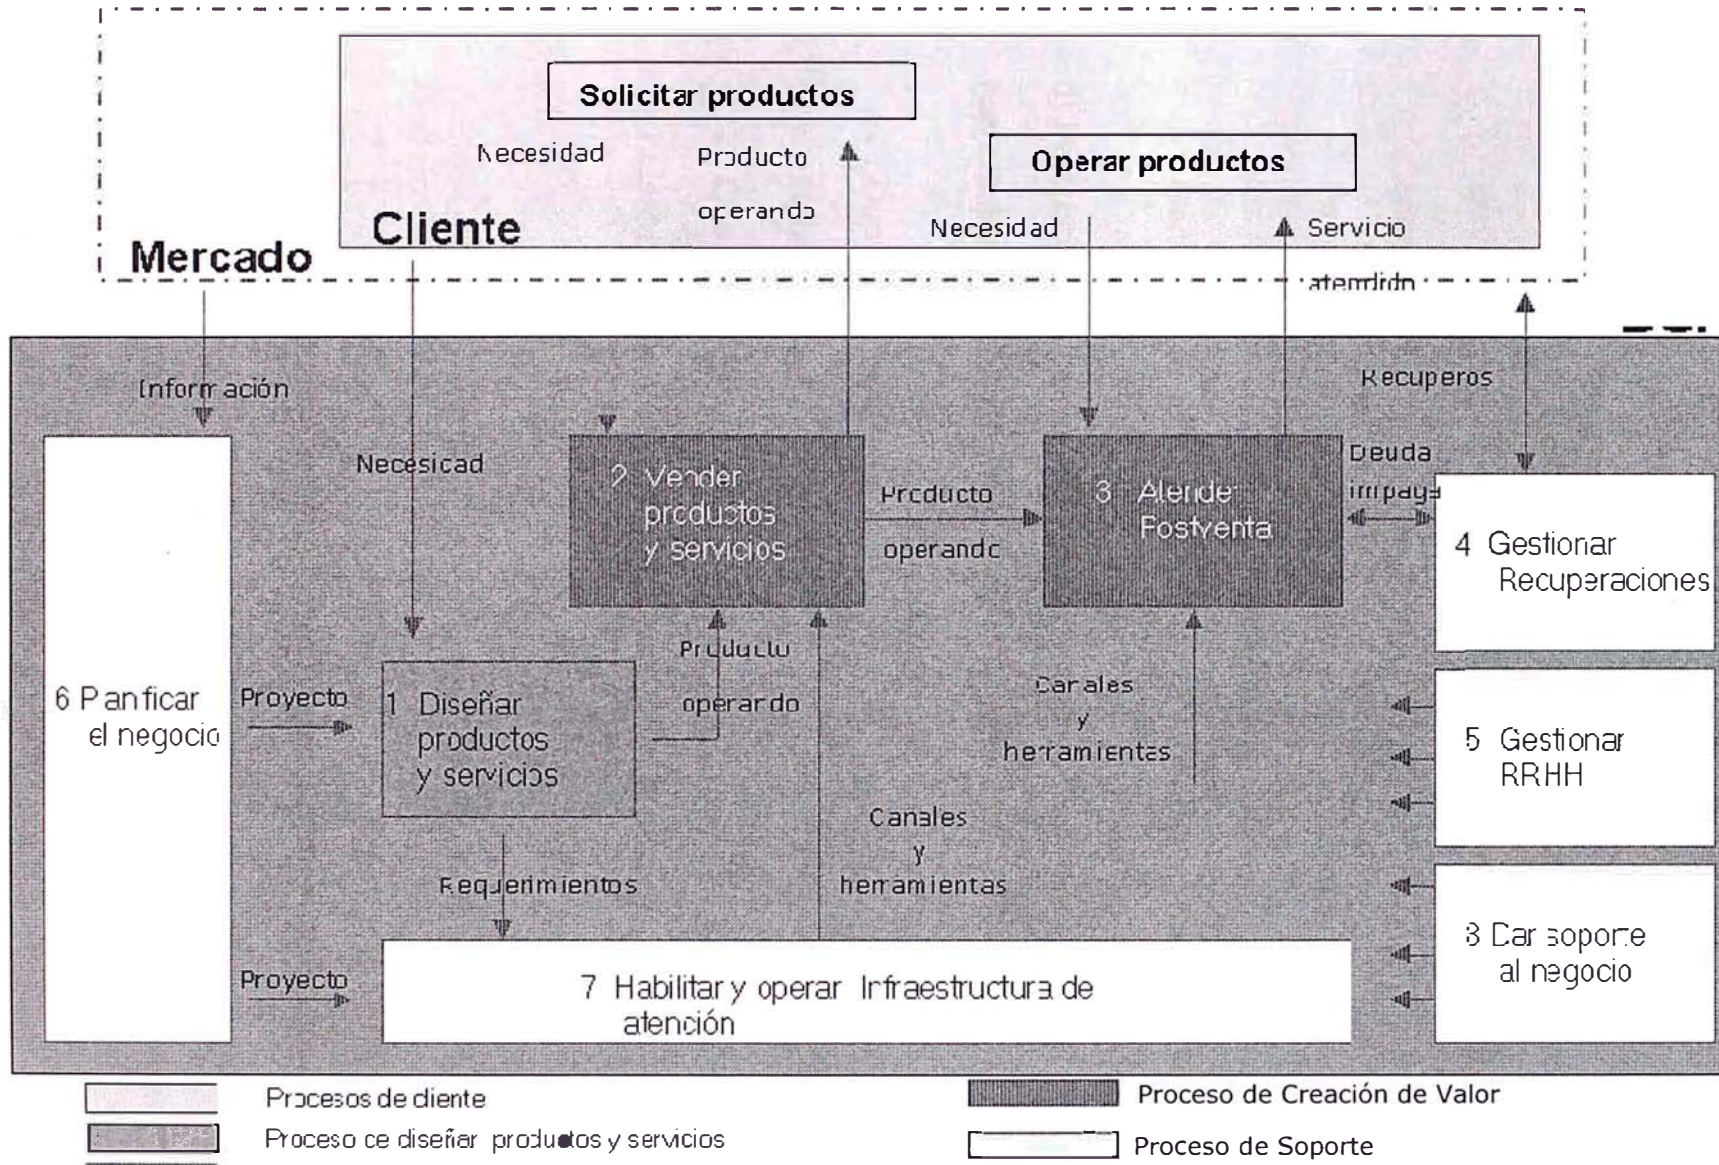 Solicitar productos
Necesidad
Producto
operando
Operar productos
Necesidad
Servicio
atendido
Cliente
Mercado
Información
Necesidad
Recuperos
Deuda
impaya
2 Vender
productos
y servicios
Producto
operando
3 Atender
Postventa
4 Gestionar
Recuperaciones
Producto
operando
6 Planificar
el negocio
Proyecto
1 Diseñar
productos
y servicios
Canales
y
herramientas
5 Gestionar
RRHH
Canales
y
herramientas
Requerimientos
Proyecto
7 Habilitar y operar Infraestructura de
atención
8 Dar soporte
al negocio
Procesos de cliente
Proceso de Creación de Valor
Proceso de diseñar productos y servicios
Proceso de Soporte